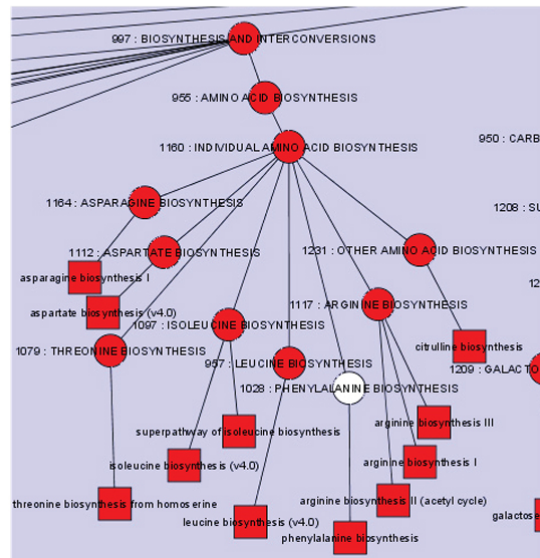 997 : BIOSYNTHESIS AND INTERCONVERSIONS
955 : AMINO ACID BIOSYNTHESIS
1160 : INDIVIDUAL AMINO ACID BIOSYNTHESIS
950 : CARB
1164 : ASPARAGINE BIOSYNTHESIS
1208 : SU
1112 : ASPARTATE BIOSYNTHESIS
1231 : OTHER AMINO ACID BIOSYNTHESIS
asparagine biosynthesis I
12
aspartate biosynthesis (v4.0)
1117 : ARGININE BIOSYNTHESIS
1097 : ISOLEUCINE BIOSYNTHESIS
citrulline biosynthesis
1079 : THREONINE BIOSYNTHESIS
957 : LEUCINE BIOSYNTHESIS
1209 : GALACTO
1028 : PHENYLALANINE BIOSYNTHESIS
arginine biosynthesis III
superpathway of isoleucine biosynthesis
arginine biosynthesis I
isoleucine biosynthesis (v4.0)
threonine biosynthesis from homoserine
arginine biosynthesis II (acetyl cycle)
galactose
leucine biosynthesis (v4.0)
phenylalanine biosynthesis